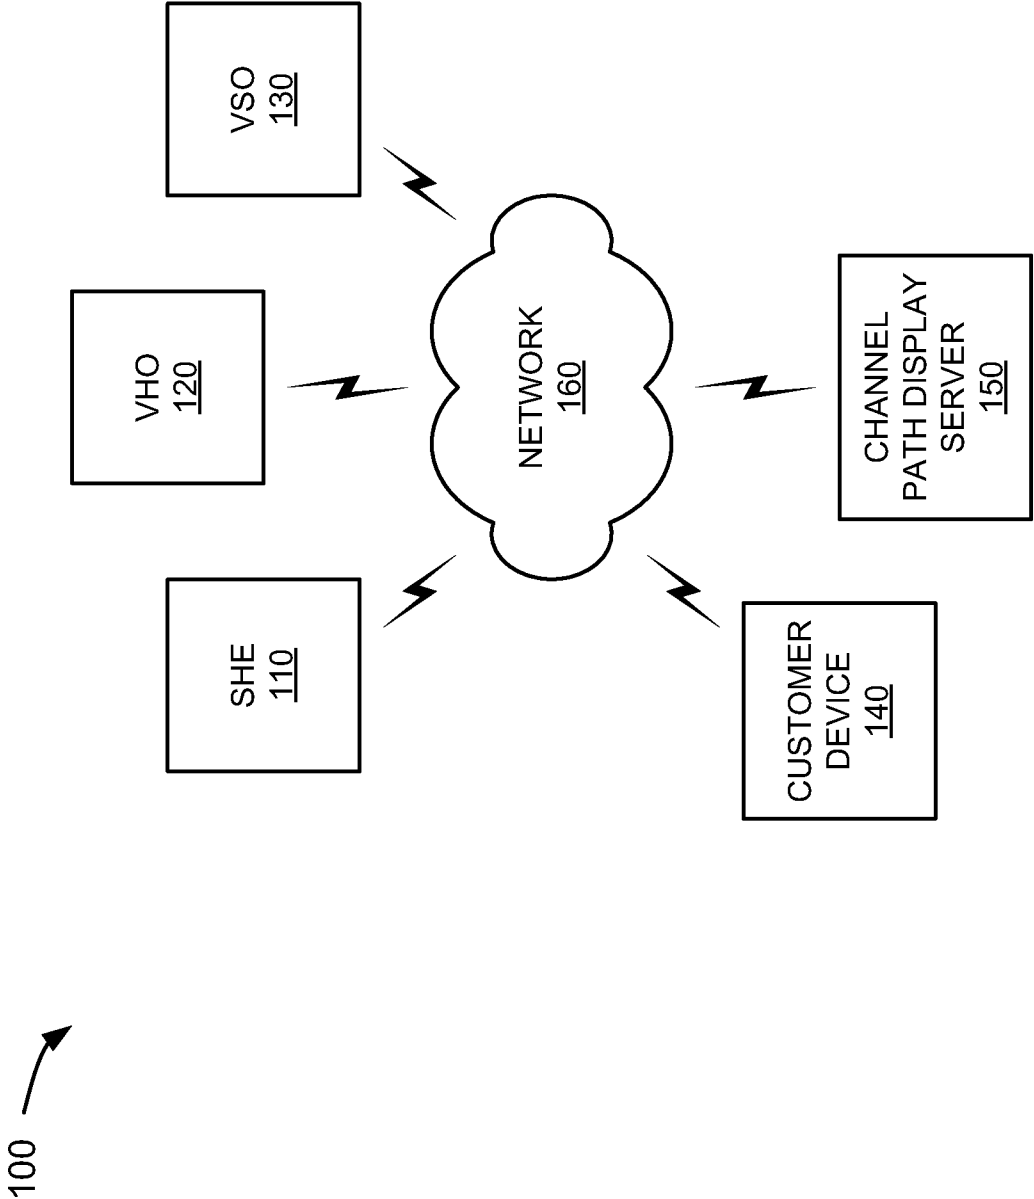 100
SHE
110
VHO
120
VSO
130
NETWORK
160
CUSTOMER
DEVICE
140
CHANNEL
PATH DISPLAY
SERVER
150